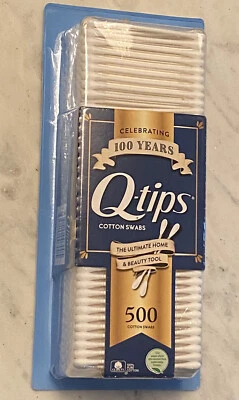 CELEBRATING
100 YEARS
Q-tips®
COTTON SWABS
THE ULTIMATE HOME
& BEAUTY TOOL
500
COTTON SWABS